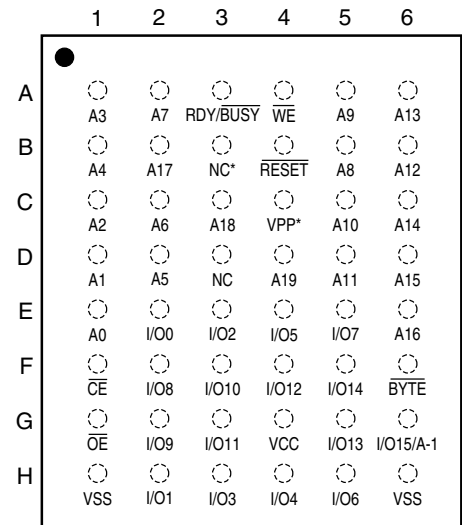 1 2 3 4 5 6
A
A3 A7 RDY/BUSY WE A9 A13
B
A4 A17 NC* RESET A8 A12
C
A2 A6 A18 VPP* A10 A14
D
A1 A5 NC A19 A11 A15
E
A0 I/O0 I/O2 I/O5 I/O7 A16
F
CE I/O8 I/O10 I/O12 I/O14 BYTE
G
OE I/O9 I/O11 VCC I/O13 I/O15/A-1
H
VSS I/O1 I/O3 I/O4 I/O6 VSS